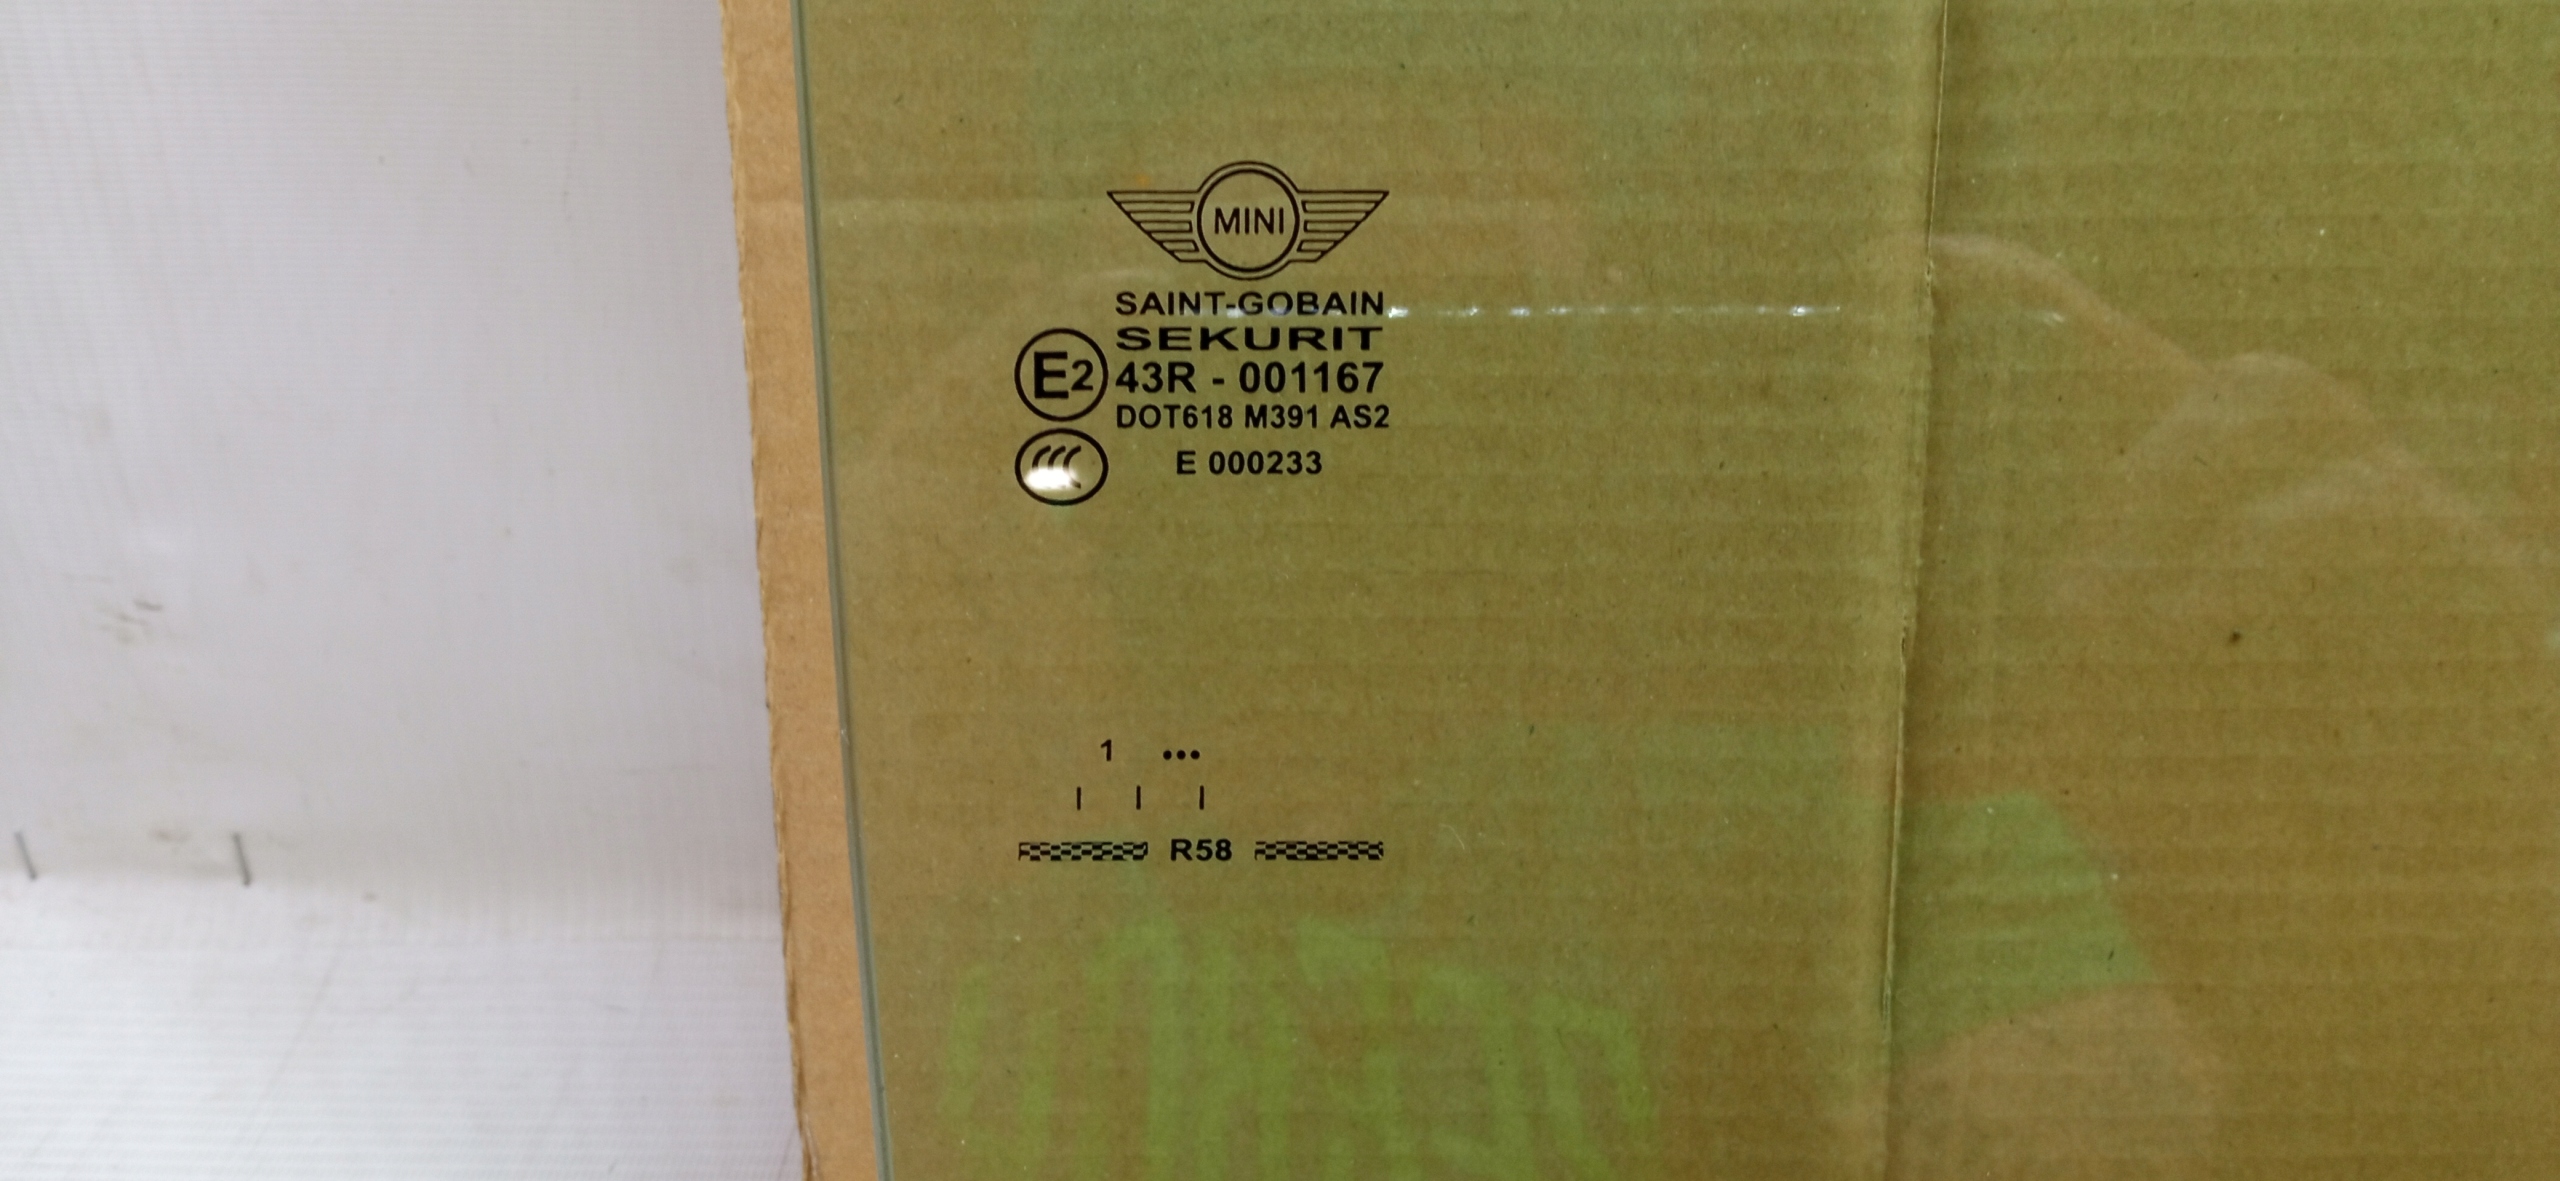 MINI
SAINT-GOBAIN
SEKURIT
E2 43R - 001167
DOT618 M391 AS2
E 000233
1 •••
R58